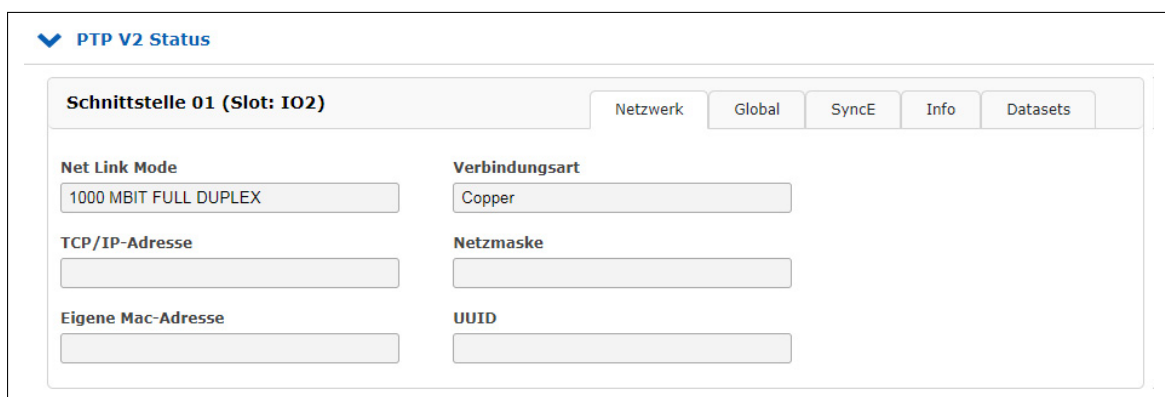 PTP V2 Status
Schnittstelle 01 (Slot: IO2)
Netzwerk
Global
SyncE
Info
Datasets
Net Link Mode
Verbindungsart
1000 MBIT FULL DUPLEX
Copper
TCP/IP-Adresse
Netzmaske
Eigene Mac-Adresse
UUID